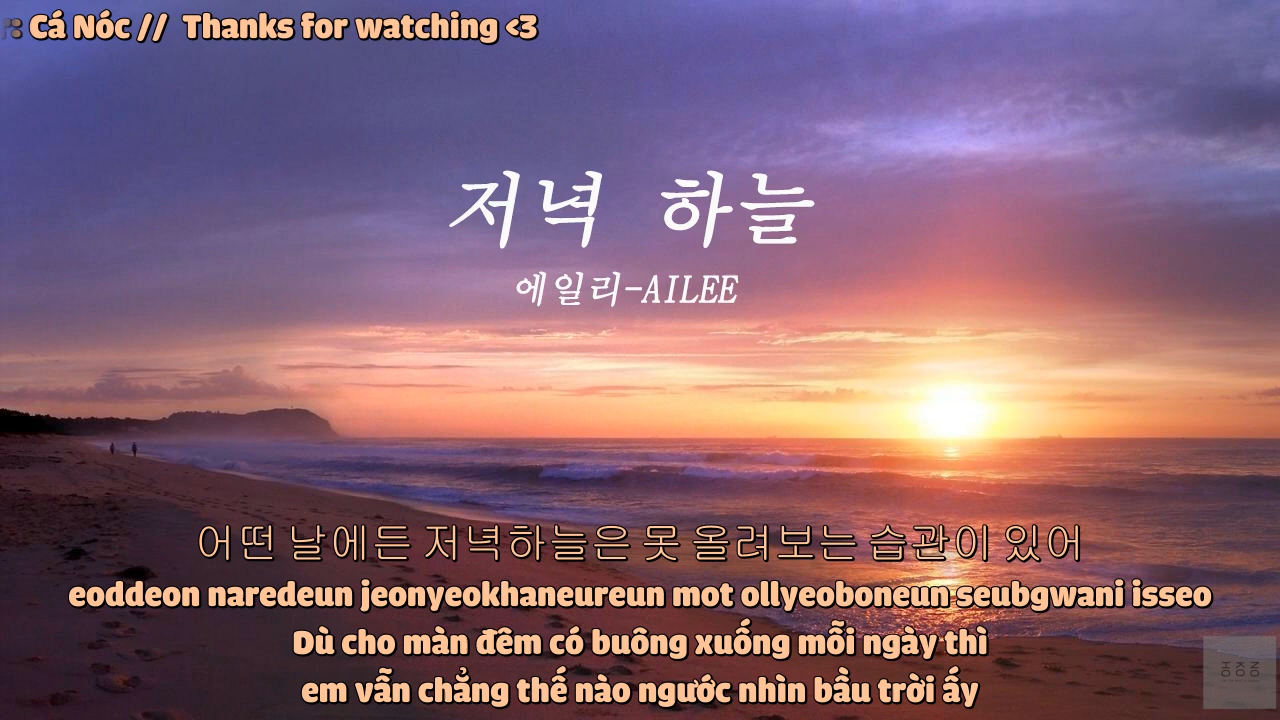 Cá Nóc // Thanks for watching <3
저녁 하늘
에일리-AILEE
어떤 날에든 저녁하늘은 못 올려보는 습관이 있어
eoddeon naredeun jeonyeokhaneureun mot ollyeoboneun seubgwani isseo
Dù cho màn đêm có buông xuống mỗi ngày thì
em vẫn chẳng thế nào ngước nhìn bầu trời ấy